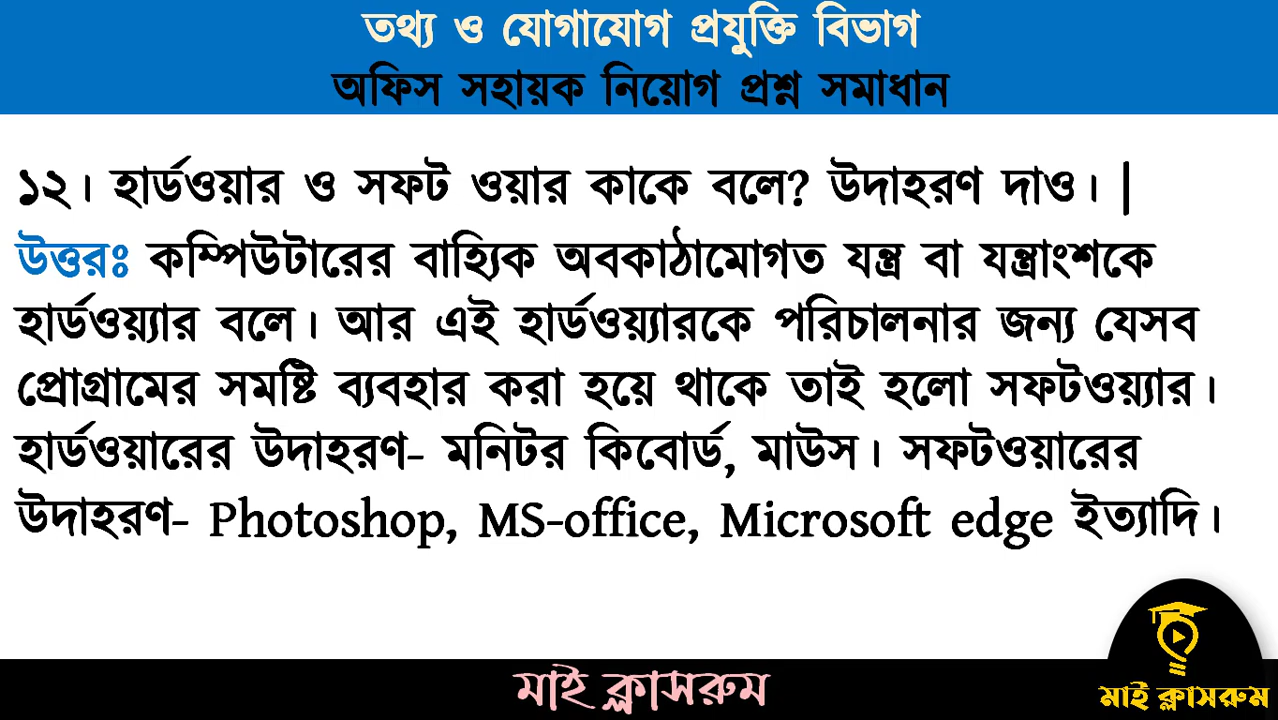 তথ্য ও যোগাযোগ প্রযুক্তি বিভাগ
অফিস সহায়ক নিয়োগ প্রশ্ন সমাধান
১২। হার্ডওয়ার ও সফট ওয়ার কাকে বলে? উদাহরণ দাও। |
উত্তরঃ কম্পিউটারের বাহ্যিক অবকাঠামোগত যন্ত্র বা যন্ত্রাংশকে
হার্ডওয়্যার বলে। আর এই হার্ডওয়্যারকে পরিচালনার জন্য যেসব
প্রোগ্রামের সমষ্টি ব্যবহার করা হয়ে থাকে তাই হলো সফটওয়্যার।
হার্ডওয়ারের উদাহরণ- মনিটর কিবোর্ড, মাউস। সফটওয়ারের
উদাহরণ- Photoshop, MS-office, Microsoft edge ইত্যাদি।
মাই ক্লাসরুম
মাই ক্লাসরুম